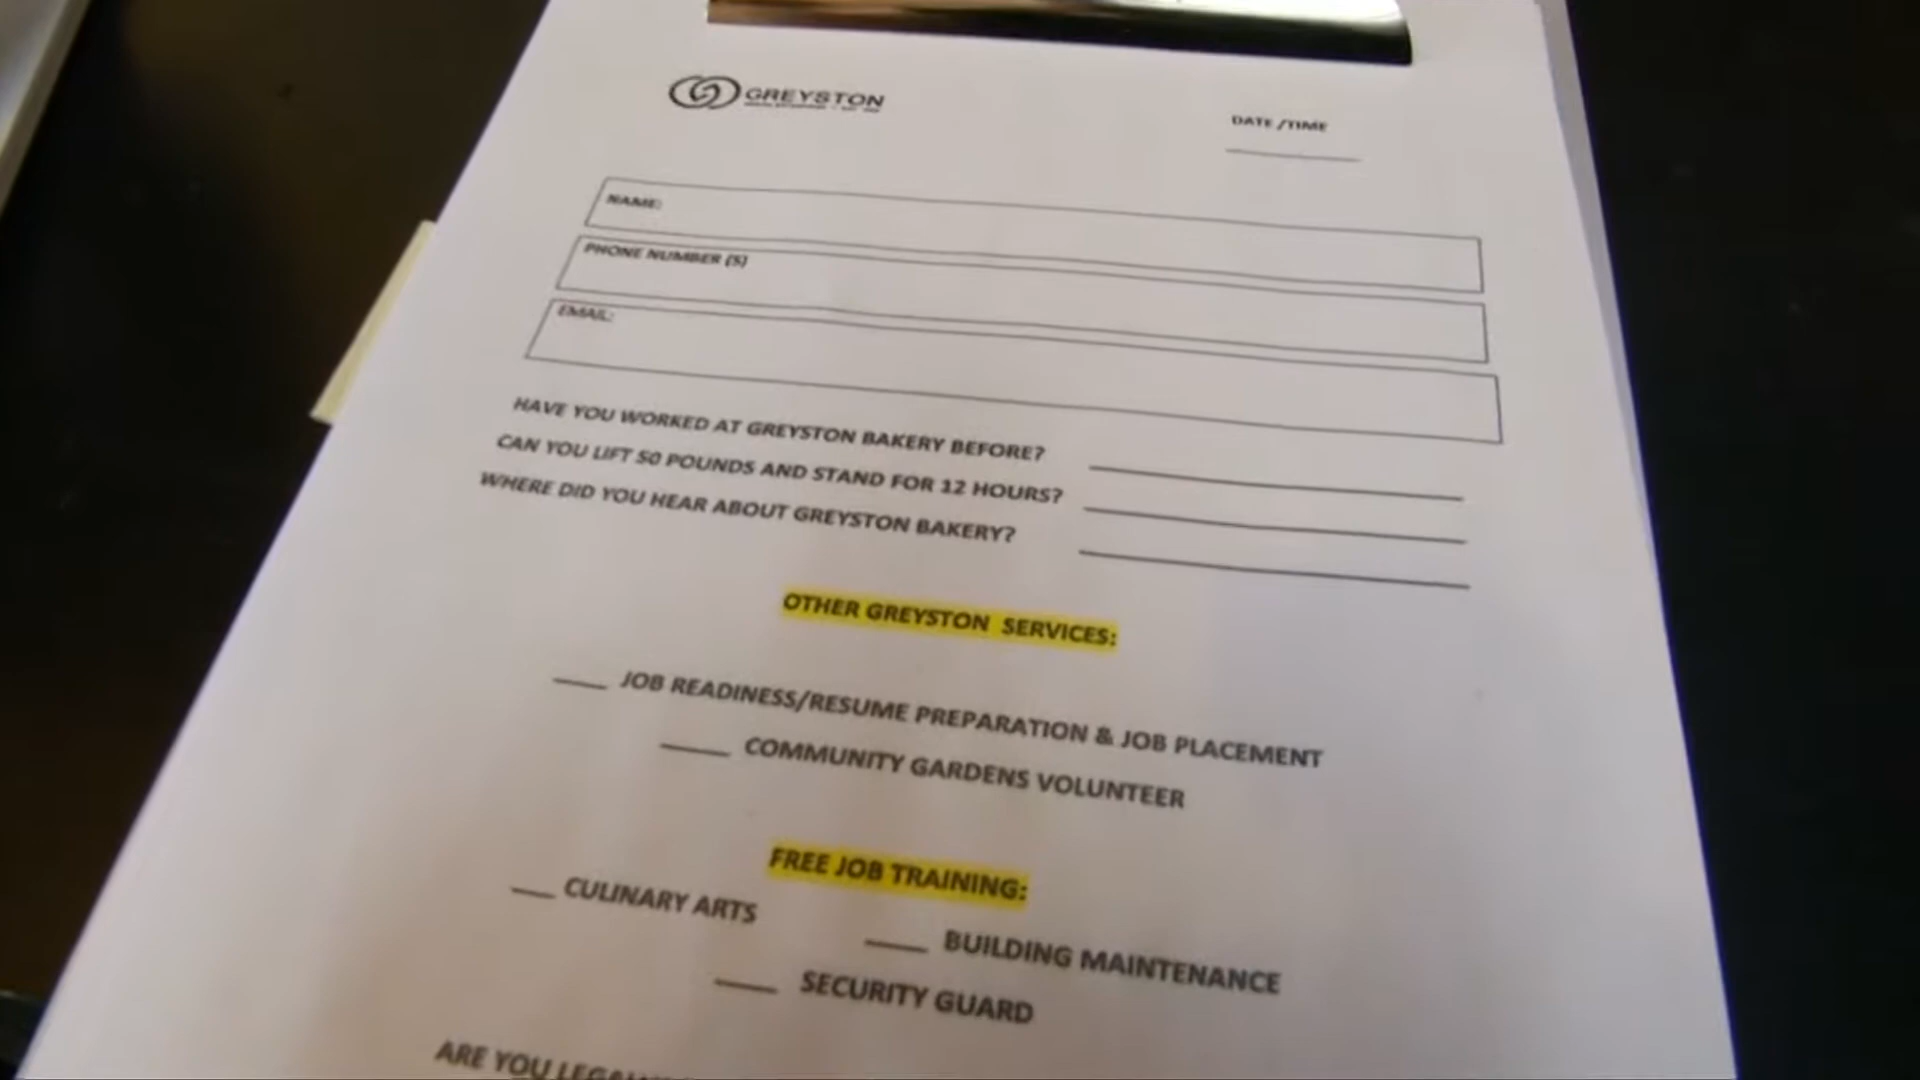 GREYSTON
DATE /TIME
NAME:
PHONE NUMBER (S)
EMAIL:
HAVE YOU WORKED AT GREYSTON BAKERY BEFORE?
CAN YOU LIFT 50 POUNDS AND STAND FOR 12 HOURS?
WHERE DID YOU HEAR ABOUT GREYSTON BAKERY?
OTHER GREYSTON SERVICES:
JOB READINESS/RESUME PREPARATION & JOB PLACEMENT
COMMUNITY GARDENS VOLUNTEER
FREE JOB TRAINING:
CULINARY ARTS
BUILDING MAINTENANCE
SECURITY GUARD
ARE YOU